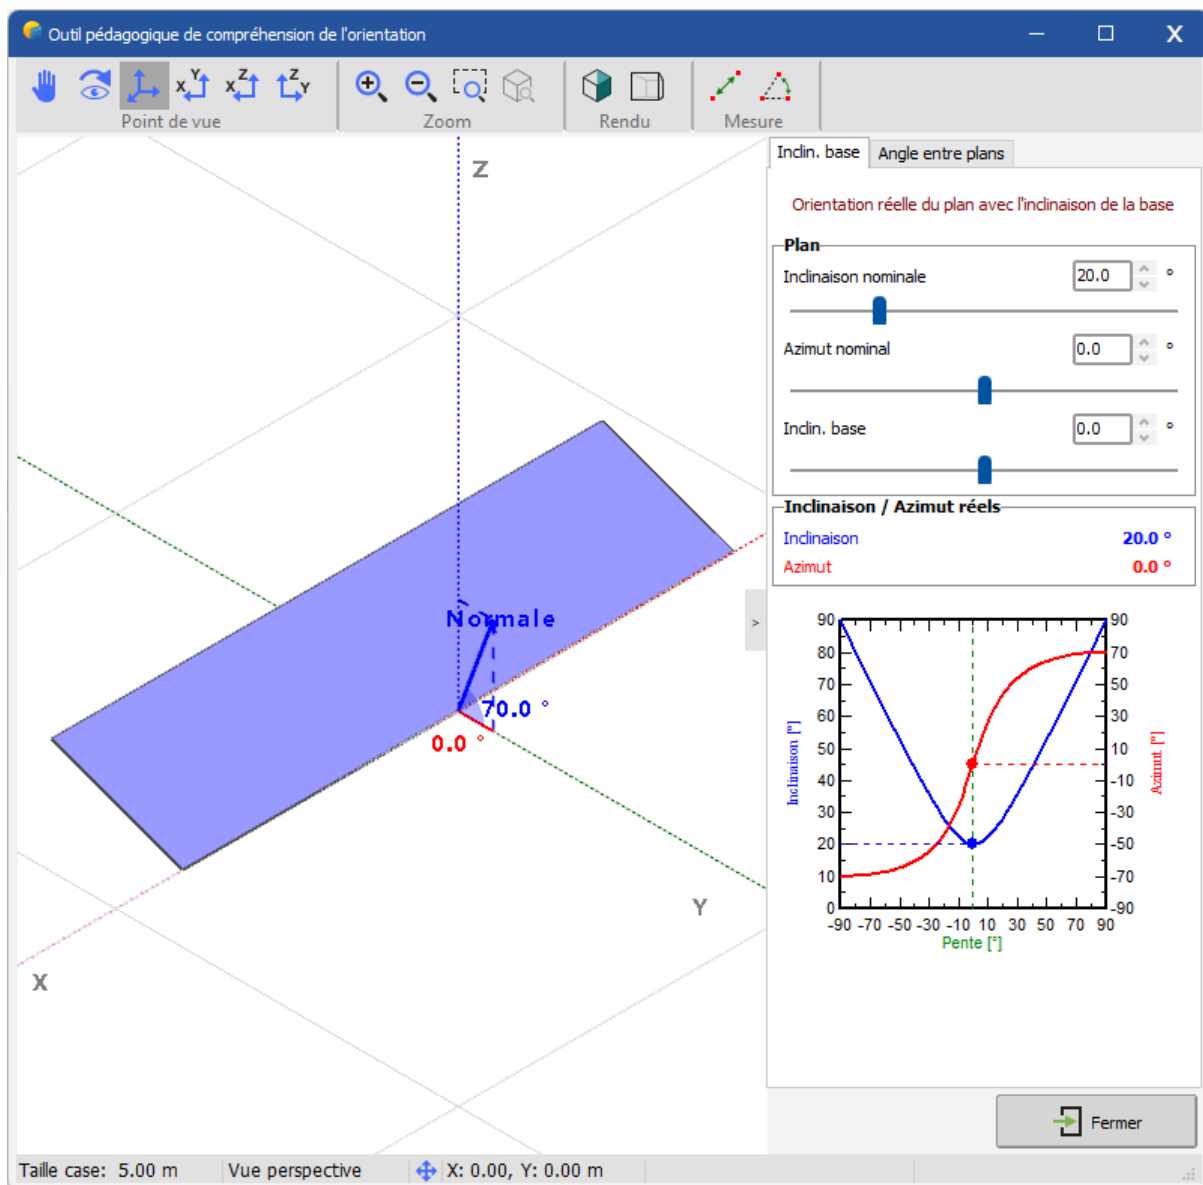 Outil pédagogique de compréhension de l'orientation
X Y X Z Z Y
Point de vue Zoom Rendu Mesure
Inclin. base Angle entre plans
Orientation réelle du plan avec l'inclinaison de la base
Plan
Inclinaison nominale 20.0 °
Azimut nominal 0.0 °
Inclin. base 0.0 °
Inclinaison / Azimut réels
Inclinaison 20.0 °
Azimut 0.0 °
Z
Normale
70.0 °
0.0 °
Y
X
>
90 80 70 60 50 40 30 20 10 0
Inclinaison [°]
90 70 50 30 10 -10 -30 -50 -70 -90
Azimut [°]
-90 -70 -50 -30 -10 10 30 50 70 90
Pente [°]
Fermer
Taille case: 5.00 m Vue perspective X: 0.00, Y: 0.00 m